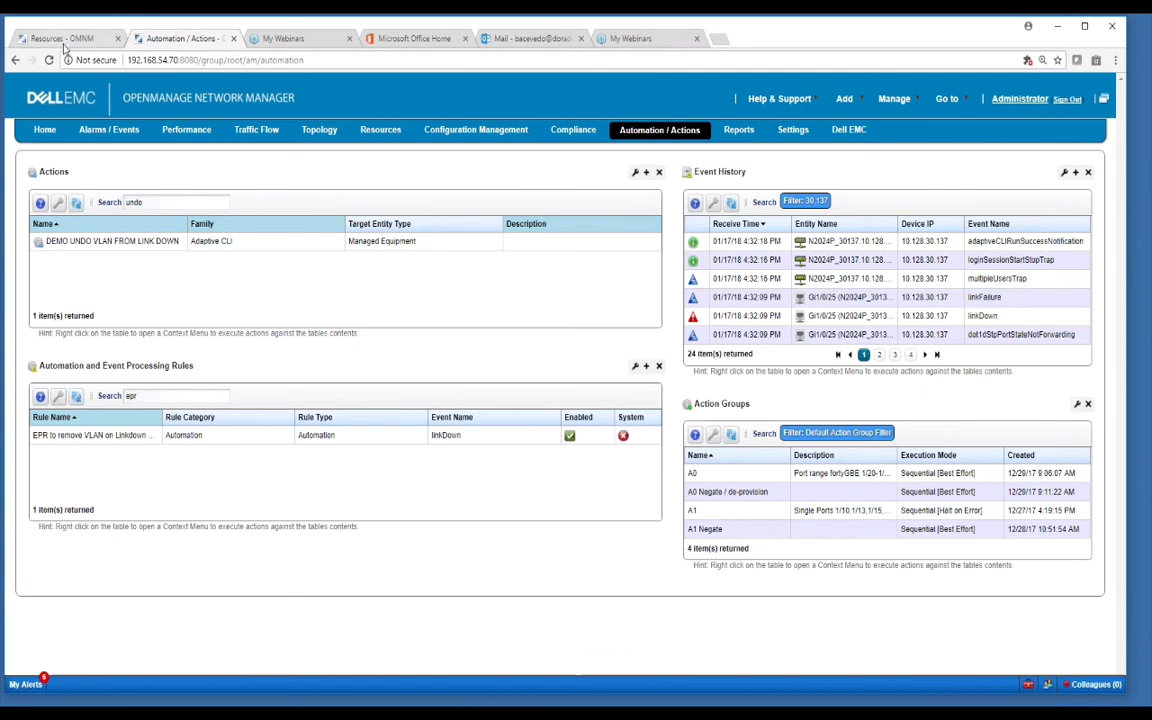 Resources - OMNM
Automation / Actions - O
My Webinars
Microsoft Office Home
Mail - bacevedo@dorad
My Webinars
Not secure
192.168.54.70:8080/group/root/am/automation
DELLEMC
OPENMANAGE NETWORK MANAGER
Help & Support
Add
Manage
Go to
Administrator
Sign Out
Home
Alarms / Events
Performance
Traffic Flow
Topology
Resources
Configuration Management
Compliance
Automation / Actions
Reports
Settings
Dell EMC
Actions
Search undo
Name Family Target Entity Type Description
DEMO UNDO VLAN FROM LINK DOWN Adaptive CLI Managed Equipment
1 item(s) returned
Hint: Right click on the table to open a Context Menu to execute actions against the tables contents.
Automation and Event Processing Rules
Search epr
Rule Name Rule Category Rule Type Event Name Enabled System
EPR to remove VLAN on Linkdown ... Automation Automation linkDown
1 item(s) returned
Hint: Right click on the table to open a Context Menu to execute actions against the tables contents.
Event History
Search Filter: 30.137
Receive Time Entity Name Device IP Event Name
01/17/18 4:32:18 PM N2024P_30137.10.128.... 10.128.30.137 adaptiveCLIRunSuccessNotification
01/17/18 4:32:16 PM N2024P_30137.10.128.... 10.128.30.137 loginSessionStartStopTrap
01/17/18 4:32:16 PM N2024P_30137.10.128.... 10.128.30.137 multipleUsersTrap
01/17/18 4:32:09 PM Gi1/0/25 (N2024P_3013... 10.128.30.137 linkFailure
01/17/18 4:32:09 PM Gi1/0/25 (N2024P_3013... 10.128.30.137 linkDown
01/17/18 4:32:09 PM Gi1/0/25 (N2024P_3013... 10.128.30.137 dot1dStpPortStateNotForwarding
24 item(s) returned 1 2 3 4
Hint: Right click on the table to open a Context Menu to execute actions against the tables contents.
Action Groups
Search Filter: Default Action Group Filter
Name Description Execution Mode Created
A0 Port range fortyGBE 1/20-1/... Sequential [Best Effort] 12/29/17 9:06:07 AM
A0 Negate / de-provision Sequential [Best Effort] 12/29/17 9:11:22 AM
A1 Single Ports 1/10,1/13,1/15,... Sequential [Halt on Error] 12/27/17 4:19:15 PM
A1 Negate Sequential [Best Effort] 12/28/17 10:51:54 AM
4 item(s) returned
Hint: Right click on the table to open a Context Menu to execute actions against the tables contents.
My Alerts 6
Colleagues (0)